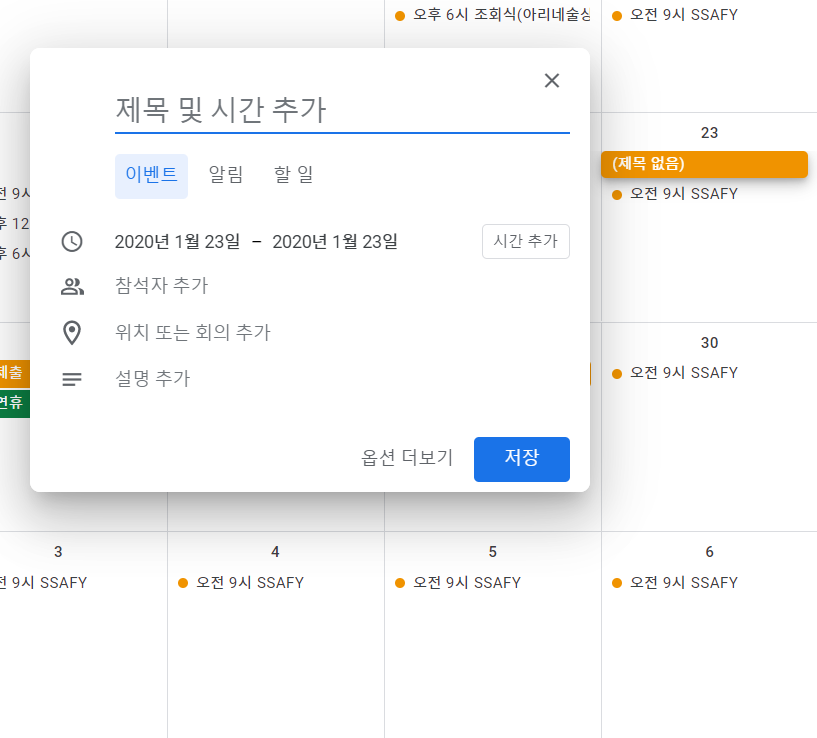 오후 6시 조회식(아리네술상
오전 9시 SSAFY
제목 및 시간 추가
23
이벤트 알림 할 일
(제목 없음)
전 9시
오전 9시 SSAFY
후 12
2020년 1월 23일 – 2020년 1월 23일 시간 추가
후 6시
참석자 추가
위치 또는 회의 추가
30
제출
오전 9시 SSAFY
설명 추가
연휴
옵션 더보기 저장
3 4 5 6
전 9시 SSAFY 오전 9시 SSAFY 오전 9시 SSAFY 오전 9시 SSAFY